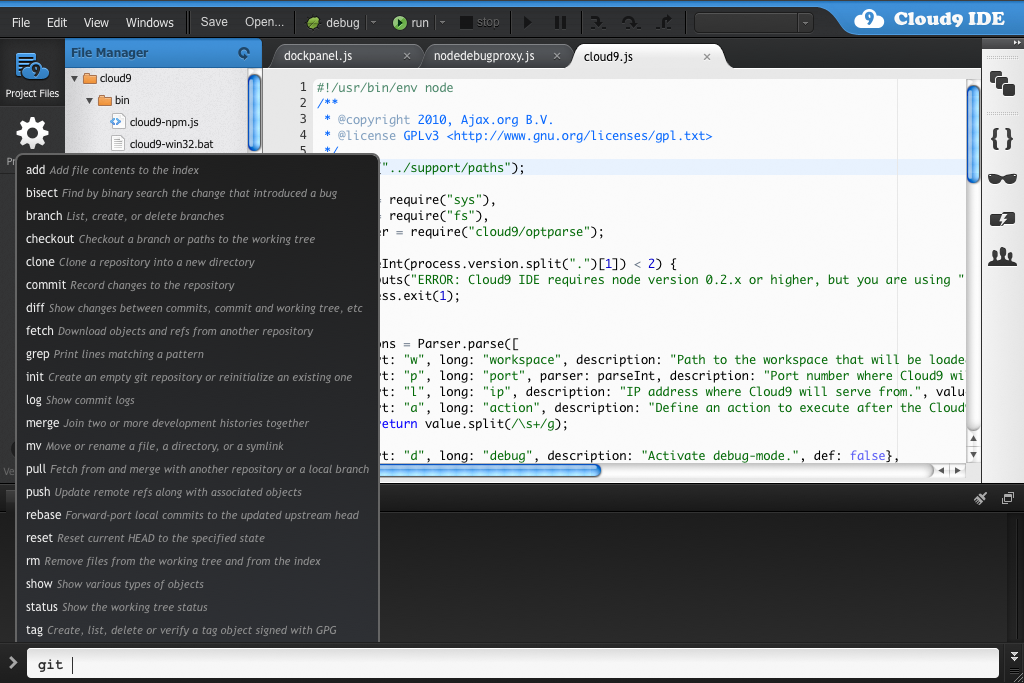 File Edit View Windows Save Open... debug run stop Cloud9 IDE
Project Files
File Manager
cloud9
bin
cloud9-npm.js
cloud9-win32.bat
dockpanel.js nodedebugproxy.js cloud9.js
1 #!/usr/bin/env node
2 /**
3 * @copyright 2010, Ajax.org B.V.
4 * @license GPLv3 <http://www.gnu.org/licenses/gpl.txt>
5 */
("../support/paths");
= require("sys"),
= require("fs"),
er = require("cloud9/optparse");
eInt(process.version.split(".")[1]) < 2) {
puts("ERROR: Cloud9 IDE requires node version 0.2.x or higher, but you are using "
ess.exit(1);
ons = Parser.parse([
rt: "w", long: "workspace", description: "Path to the workspace that will be loade
rt: "p", long: "port", parser: parseInt, description: "Port number where Cloud9 wi
rt: "l", long: "ip", description: "IP address where Cloud9 will serve from.", valu
rt: "a", long: "action", description: "Define an action to execute after the Cloud
return value.split(/\s+/g);
rt: "d", long: "debug", description: "Activate debug-mode.", def: false},
add Add file contents to the index
bisect Find by binary search the change that introduced a bug
branch List, create, or delete branches
checkout Checkout a branch or paths to the working tree
clone Clone a repository into a new directory
commit Record changes to the repository
diff Show changes between commits, commit and working tree, etc
fetch Download objects and refs from another repository
grep Print lines matching a pattern
init Create an empty git repository or reinitialize an existing one
log Show commit logs
merge Join two or more development histories together
mv Move or rename a file, a directory, or a symlink
pull Fetch from and merge with another repository or a local branch
push Update remote refs along with associated objects
rebase Forward-port local commits to the updated upstream head
reset Reset current HEAD to the specified state
rm Remove files from the working tree and from the index
show Show various types of objects
status Show the working tree status
tag Create, list, delete or verify a tag object signed with GPG
git